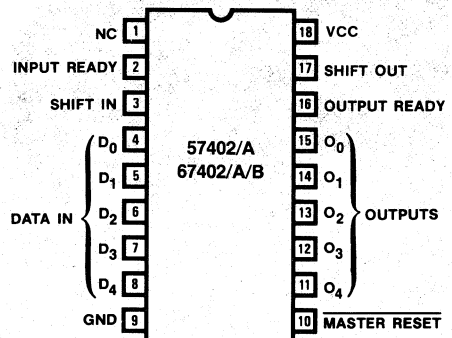 NC 1 18 VCC
INPUT READY 2 17 SHIFT OUT
SHIFT IN 3 16 OUTPUT READY
D0 4 15 O0
57402/A
67402/A/B
D1 5 14 O1
DATA IN D2 6 13 O2 OUTPUTS
D3 7 12 O3
D4 8 11 O4
GND 9 10 MASTER RESET